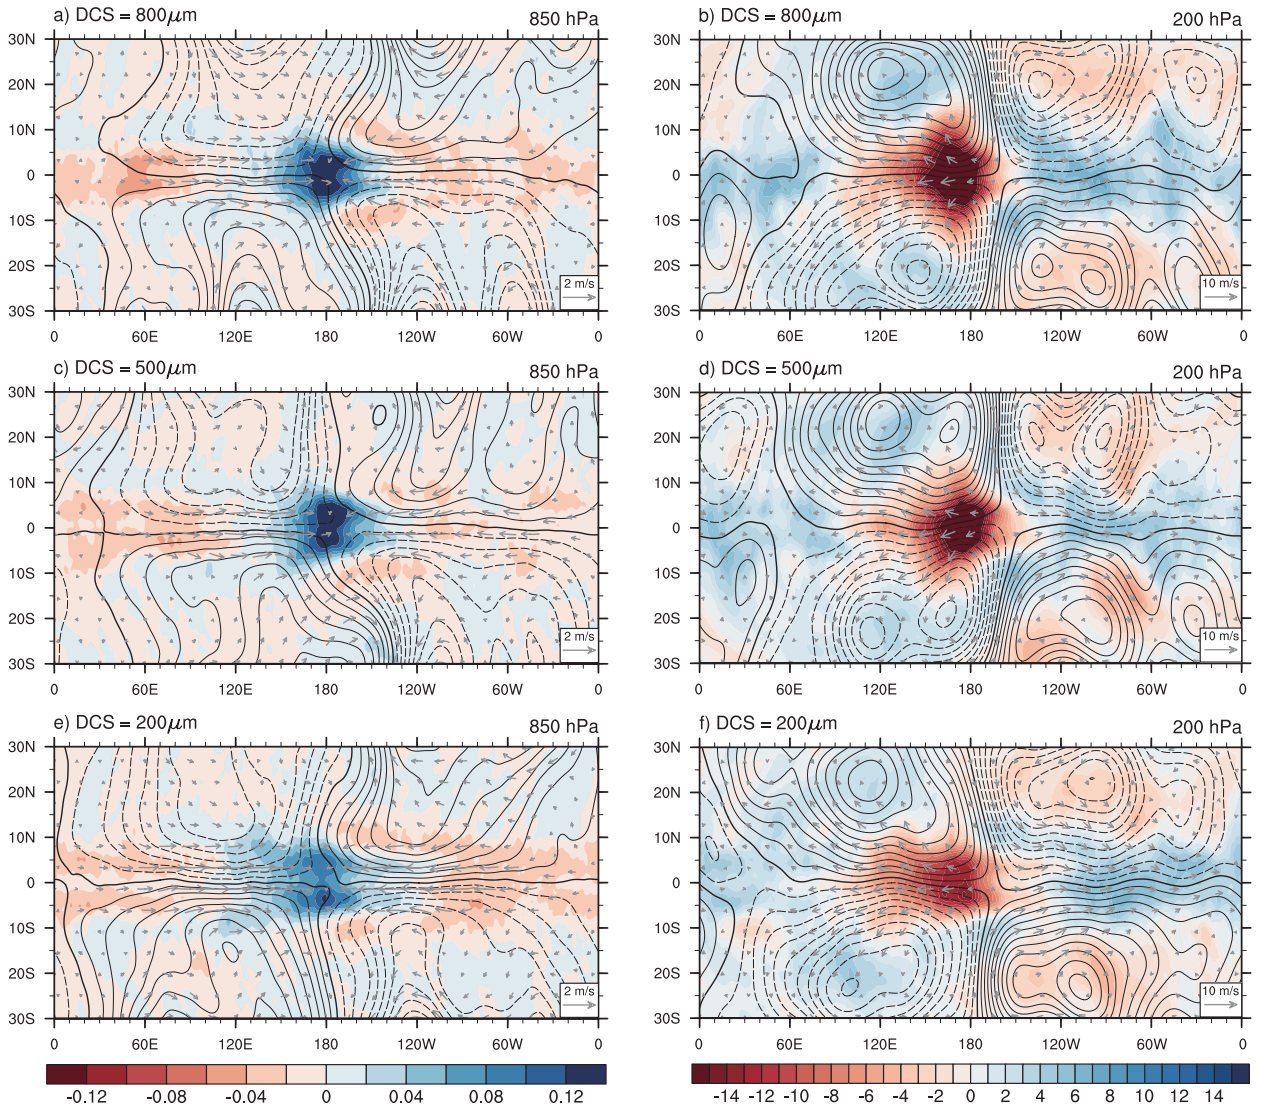 a) DCS = 800μm 850 hPa
30N
20N
10N
0
10S
20S
30S
2 m/s
0 60E 120E 180 120W 60W 0
b) DCS = 800μm 200 hPa
30N
20N
10N
0
10S
20S
30S
10 m/s
0 60E 120E 180 120W 60W 0
c) DCS = 500μm 850 hPa
30N
20N
10N
0
10S
20S
30S
2 m/s
0 60E 120E 180 120W 60W 0
d) DCS = 500μm 200 hPa
30N
20N
10N
0
10S
20S
30S
10 m/s
0 60E 120E 180 120W 60W 0
e) DCS = 200μm 850 hPa
30N
20N
10N
0
10S
20S
30S
2 m/s
0 60E 120E 180 120W 60W 0
f) DCS = 200μm 200 hPa
30N
20N
10N
0
10S
20S
30S
10 m/s
0 60E 120E 180 120W 60W 0
-0.12 -0.08 -0.04 0 0.04 0.08 0.12
-14 -12 -10 -8 -6 -4 -2 0 2 4 6 8 10 12 14